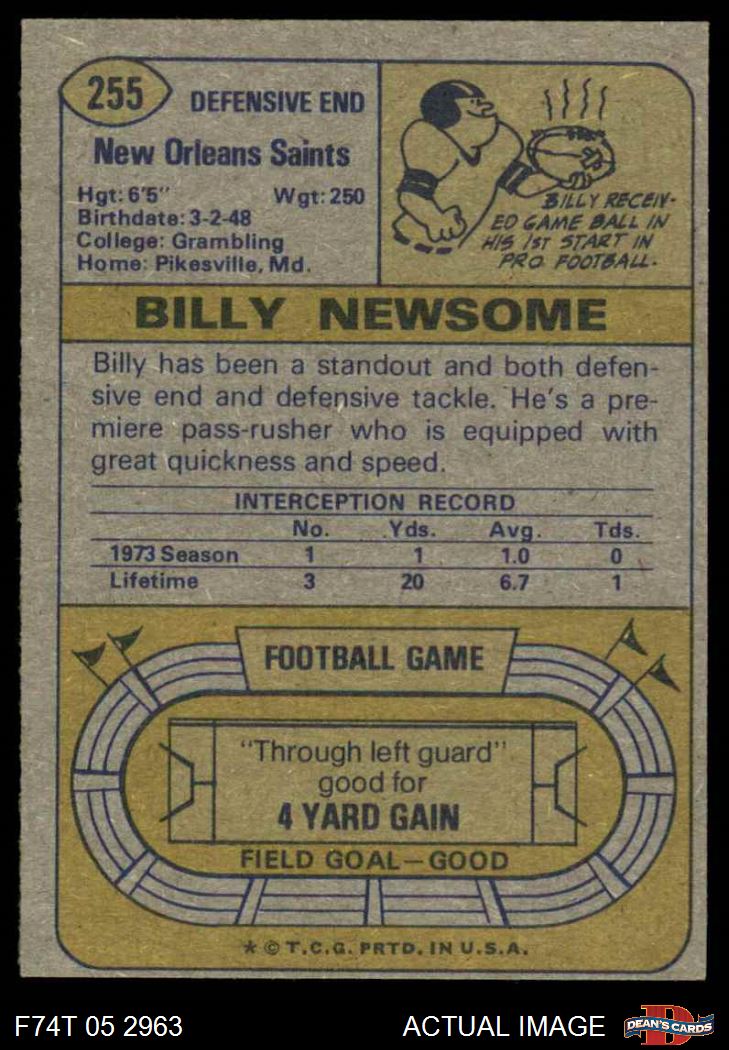 255
DEFENSIVE END
New Orleans Saints
Hgt: 6'5" Wgt: 250
Birthdate: 3-2-48
College: Grambling
Home: Pikesville, Md.
BILLY RECEIV-
ED GAME BALL IN
HIS 1ST START IN
PRO FOOTBALL.
BILLY NEWSOME
Billy has been a standout and both defen-
sive end and defensive tackle. He's a pre-
miere pass-rusher who is equipped with
great quickness and speed.
INTERCEPTION RECORD
No. Yds. Avg. Tds.
1973 Season 1 1 1.0 0
Lifetime 3 20 6.7 1
FOOTBALL GAME
"Through left guard"
good for
4 YARD GAIN
FIELD GOAL—GOOD
* © T.C.G. PRTD. IN U.S.A.
F74T 05 2963 ACTUAL IMAGE
D
DEAN'S CARDS